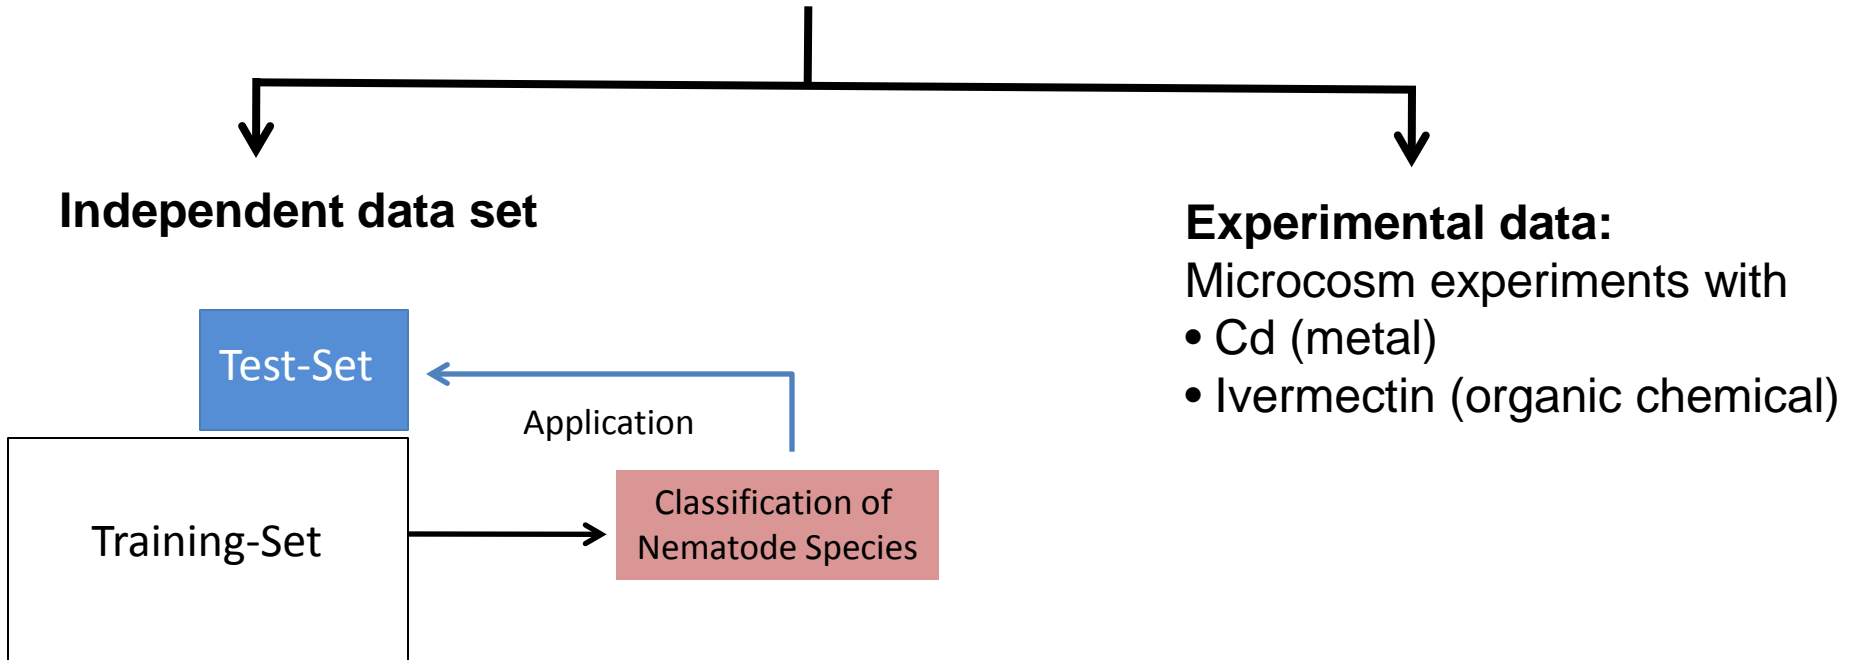 Independent data set
Test-Set
Application
Training-Set
Classification of
Nematode Species
Experimental data:
Microcosm experiments with
• Cd (metal)
• Ivermectin (organic chemical)